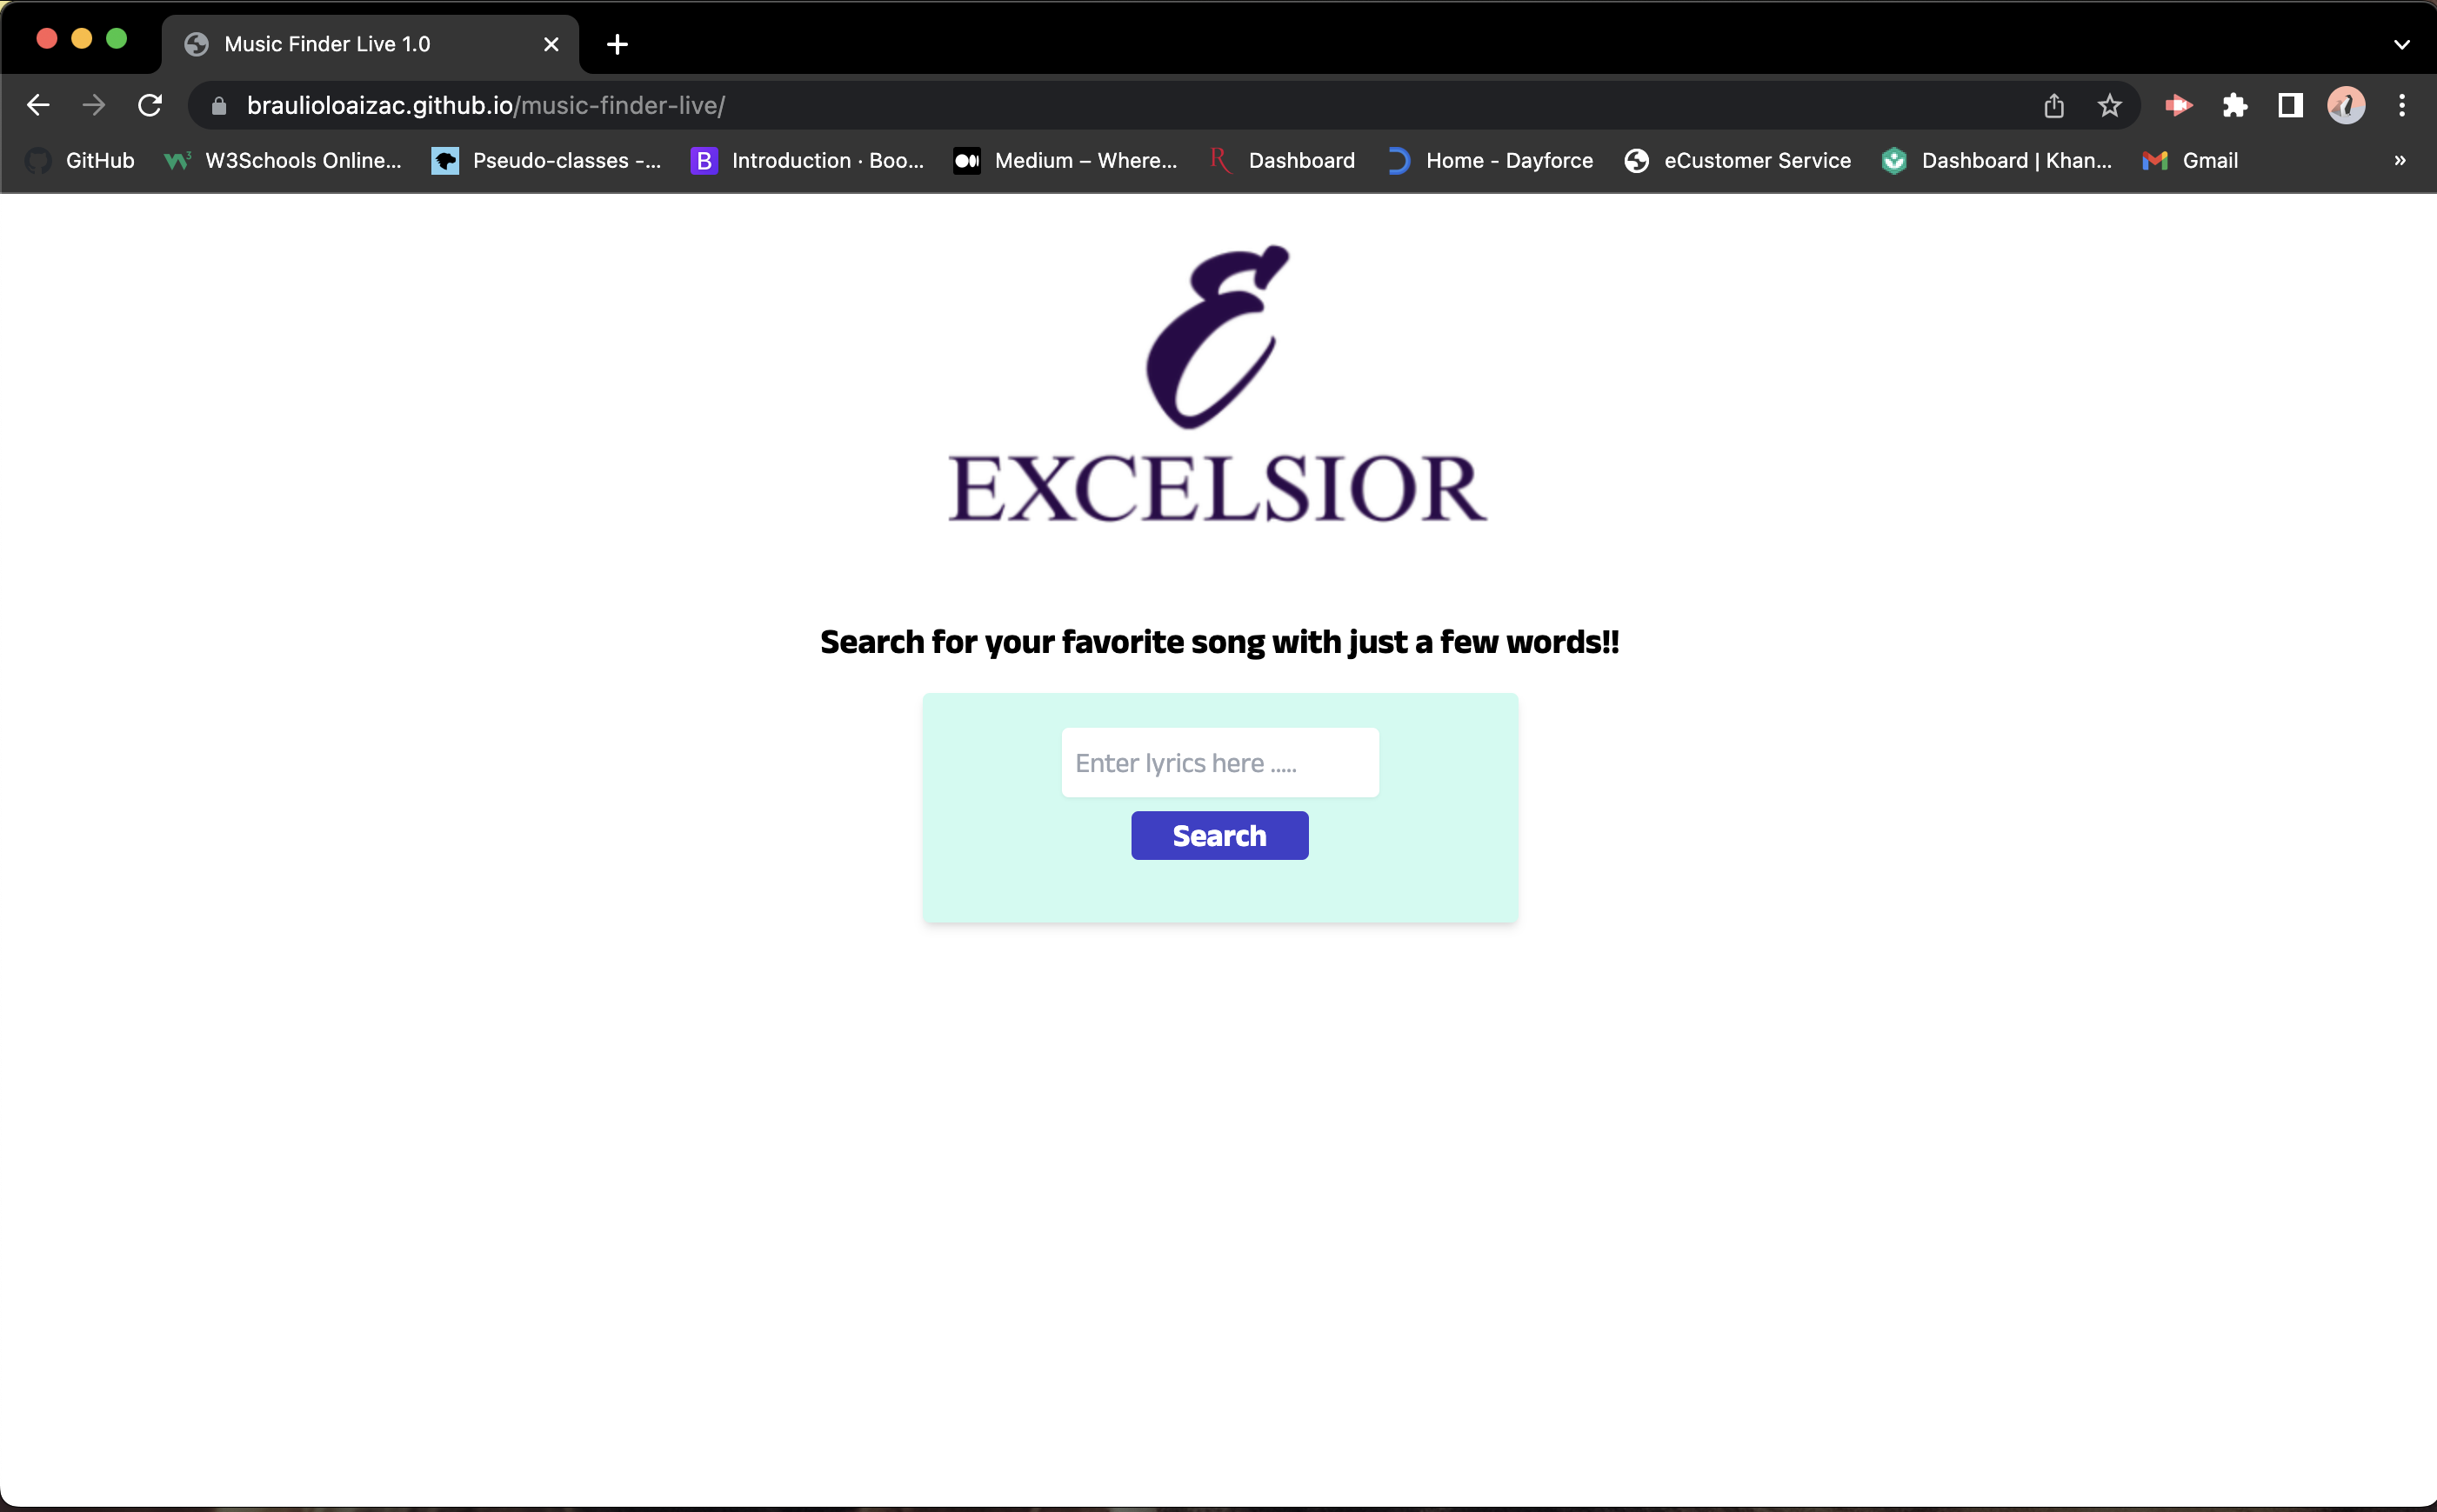 Music Finder Live 1.0
braulioloaizac.github.io/music-finder-live/
GitHub
W3Schools Online...
Pseudo-classes -...
B
Introduction · Boo...
Medium – Where...
R
Dashboard
Home - Dayforce
eCustomer Service
Dashboard | Khan...
Gmail
»
E
EXCELSIOR
Search for your favorite song with just a few words!!
Enter lyrics here .....
Search